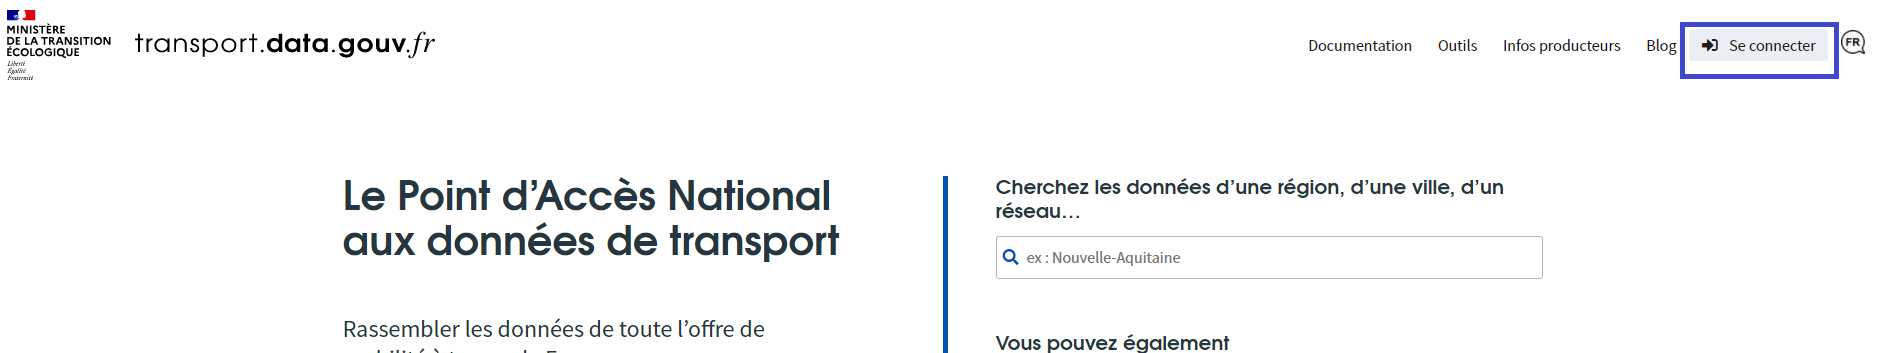 MINISTÈRE
DE LA TRANSITION
ÉCOLOGIQUE
Liberté
Égalité
Fraternité
transport.data.gouv.fr
Documentation
Outils
Infos producteurs
Blog
Se connecter
FR
Le Point d’Accès National
aux données de transport
Rassembler les données de toute l’offre de
Cherchez les données d’une région, d’une ville, d’un
réseau…
ex : Nouvelle-Aquitaine
Vous pouvez également